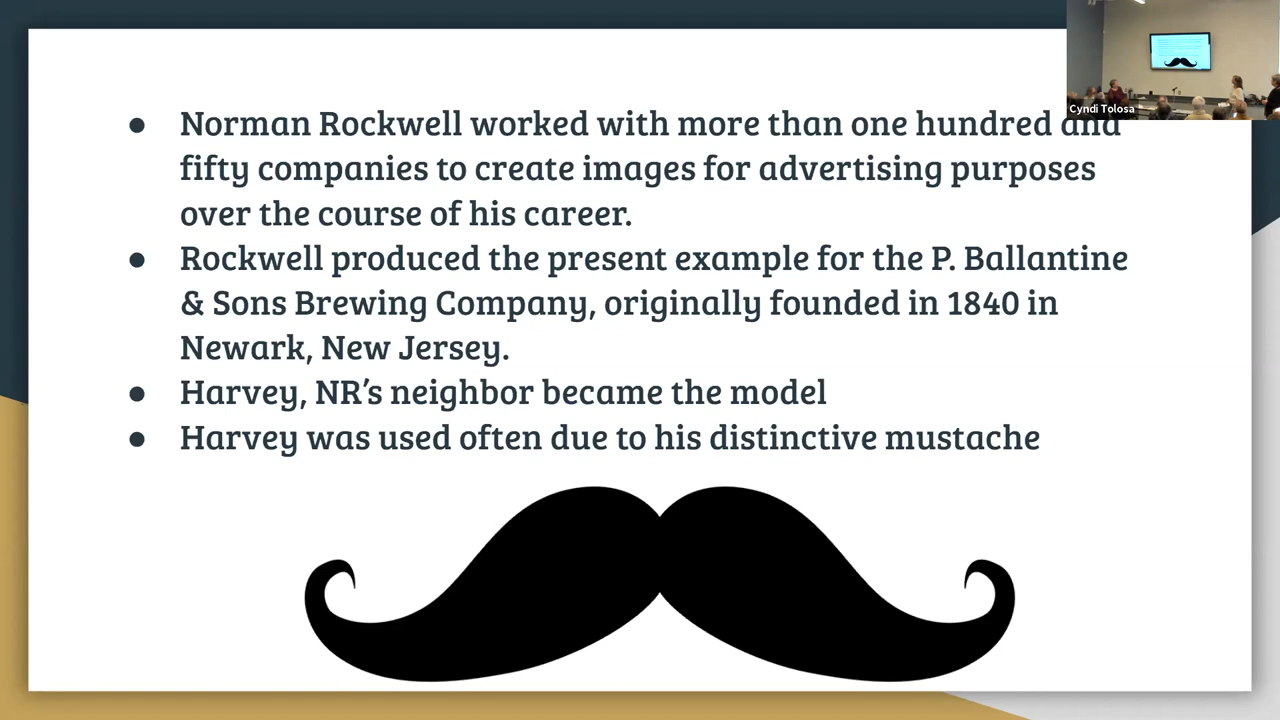 ● Norman Rockwell worked with more than one hundred and
fifty companies to create images for advertising purposes
over the course of his career.
● Rockwell produced the present example for the P. Ballantine
& Sons Brewing Company, originally founded in 1840 in
Newark, New Jersey.
● Harvey, NR’s neighbor became the model
● Harvey was used often due to his distinctive mustache
Cyndi Tolosa